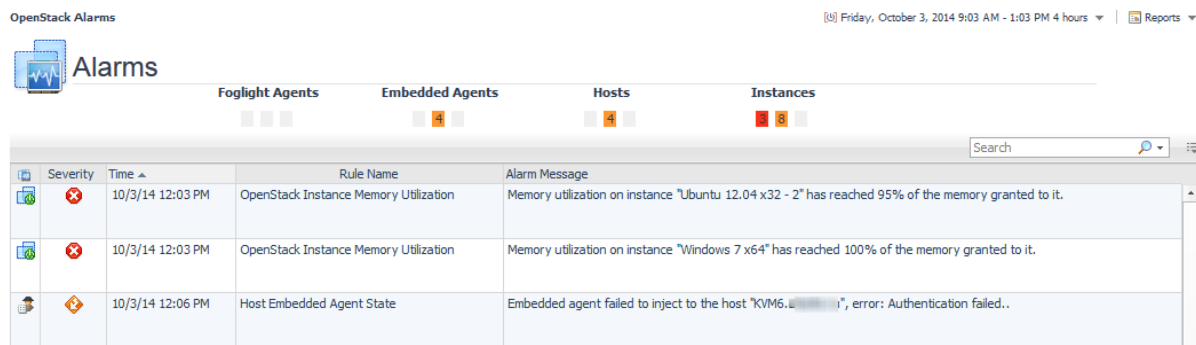 OpenStack Alarms
Friday, October 3, 2014 9:03 AM - 1:03 PM 4 hours
Reports
Alarms
Foglight Agents Embedded Agents Hosts Instances
4 4 3 8
Search
Severity Time Rule Name Alarm Message
10/3/14 12:03 PM OpenStack Instance Memory Utilization Memory utilization on instance "Ubuntu 12.04 x32 - 2" has reached 95% of the memory granted to it.
10/3/14 12:03 PM OpenStack Instance Memory Utilization Memory utilization on instance "Windows 7 x64" has reached 100% of the memory granted to it.
10/3/14 12:06 PM Host Embedded Agent State Embedded agent failed to inject to the host "KVM6. ", error: Authentication failed..